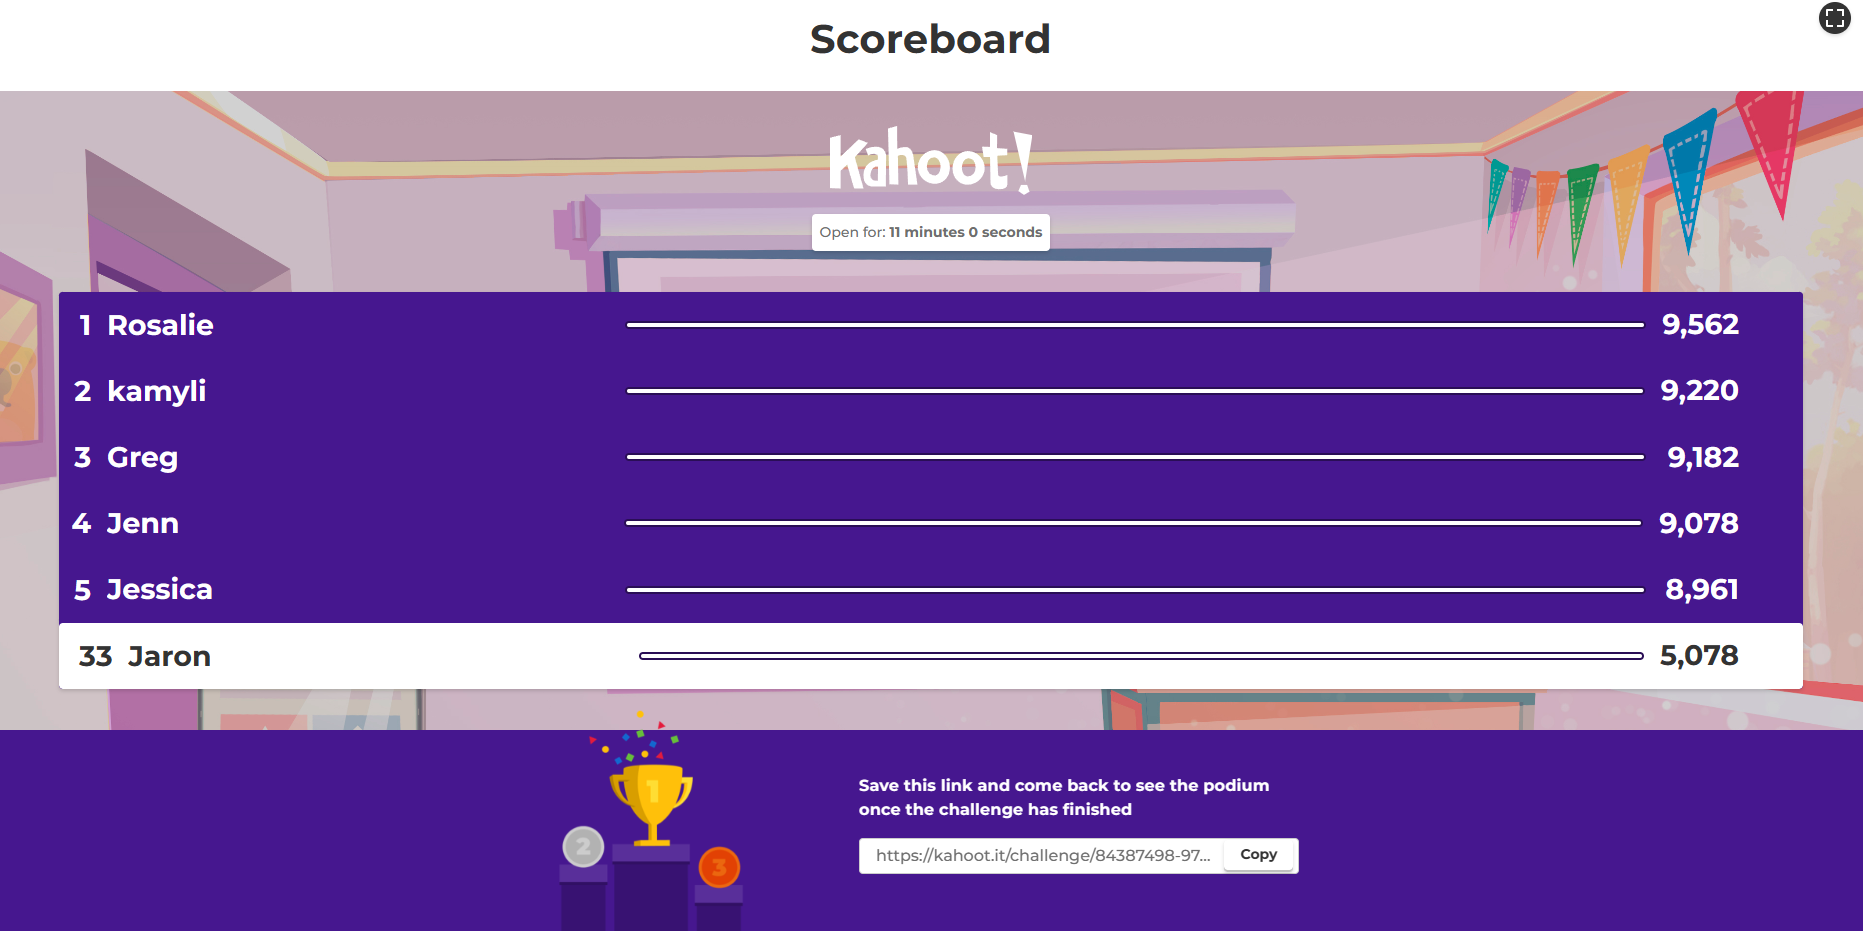 Scoreboard
Kahoot!
Open for: 11 minutes 0 seconds
1 Rosalie 9,562
2 kamyli 9,220
3 Greg 9,182
4 Jenn 9,078
5 Jessica 8,961
33 Jaron 5,078
1
2
3
Save this link and come back to see the podium
once the challenge has finished
https://kahoot.it/challenge/84387498-97... Copy